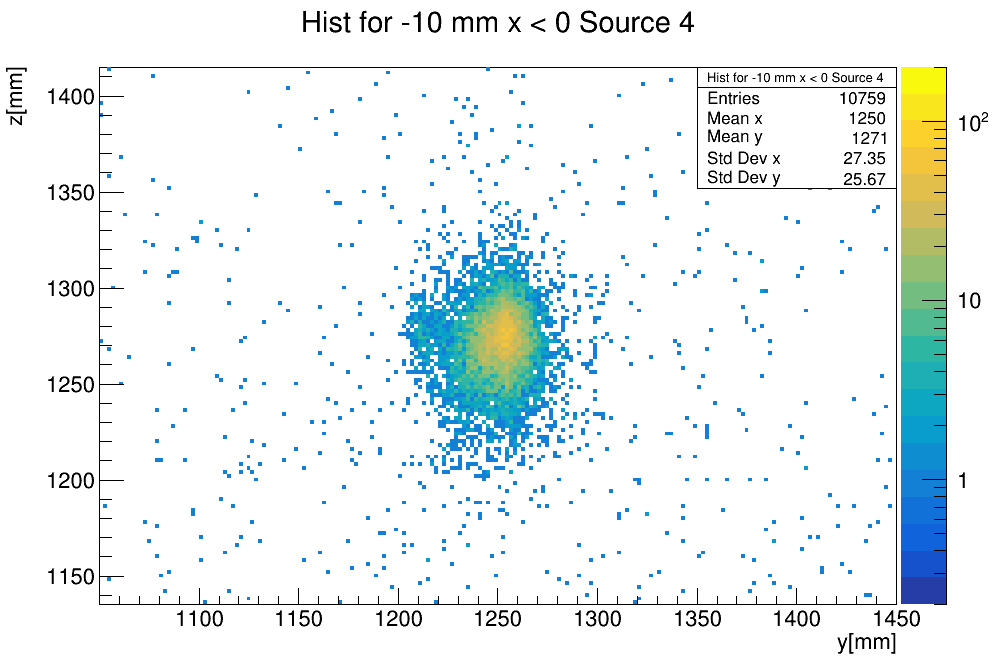 Hist for -10 mm x < 0 Source 4
z[mm]
Hist for -10 mm x < 0 Source 4
Entries 10759
Mean x 1250
Mean y 1271
Std Dev x 27.35
Std Dev y 25.67
1400
1350
1300
1250
1200
1150
10²
10
1
1100 1150 1200 1250 1300 1350 1400 1450
y[mm]